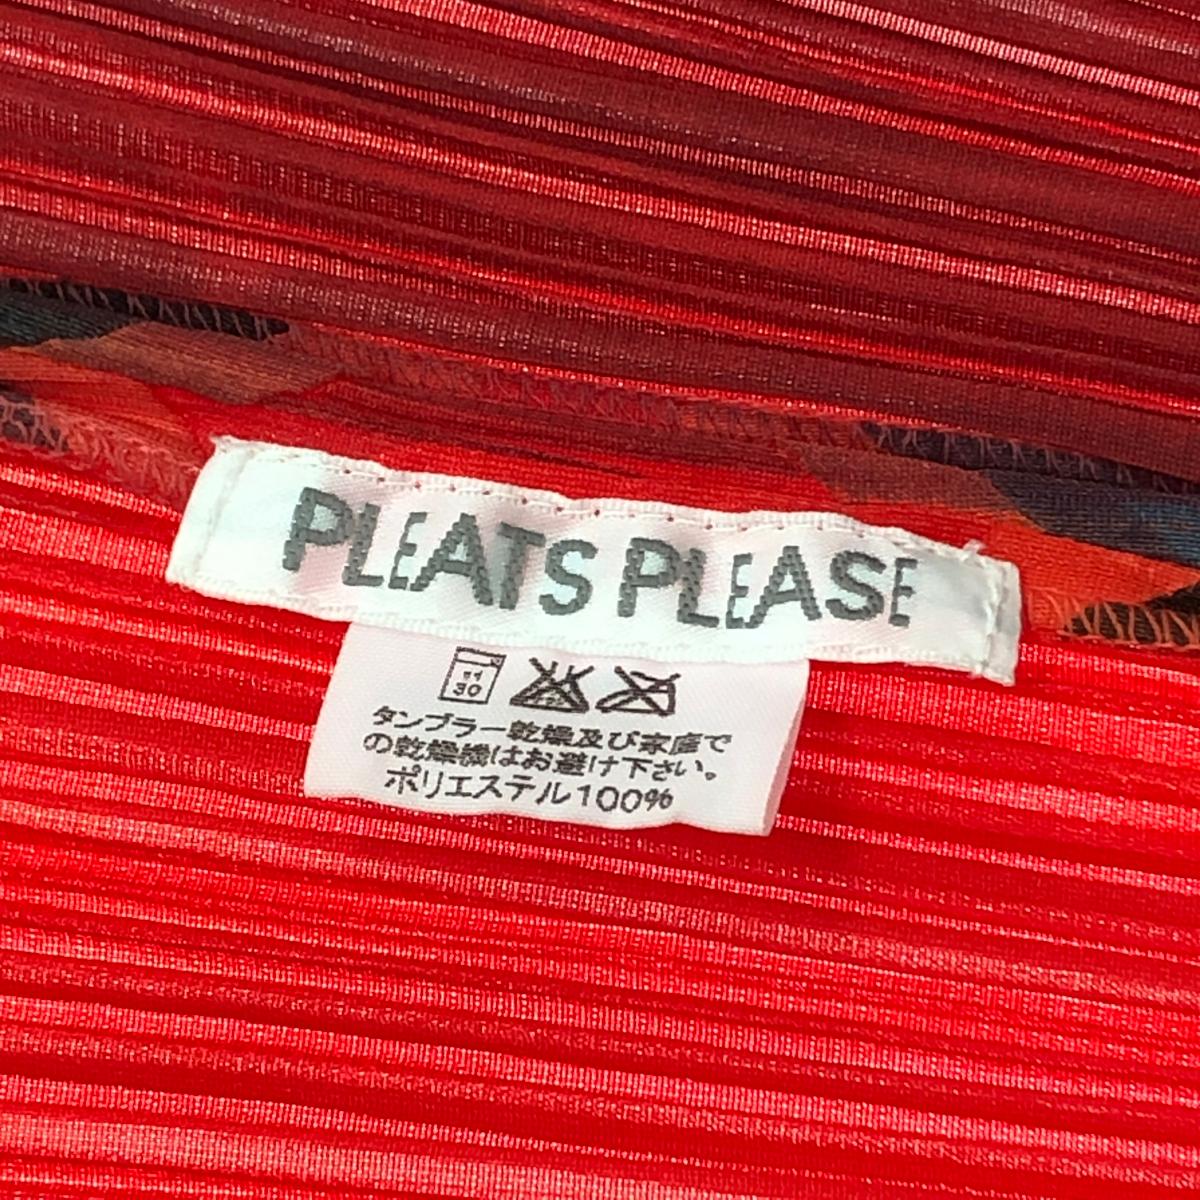 PLEATS PLEASE
30
タンブラー乾燥及び家庭で
の乾燥機はお避け下さい。
ポリエステル100%